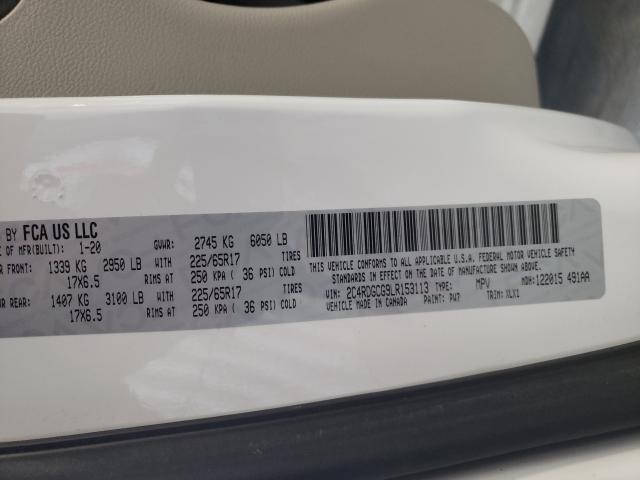 BY FCA US LLC
OF MFR(BUILT): 1-20 GVWR: 2745 KG 6050 LB
FRONT: 1339 KG 2950 LB WITH 225/65R17 TIRES
17X6.5 RIMS AT 250 KPA ( 36 PSI) COLD
REAR: 1407 KG 3100 LB WITH 225/65R17 TIRES
17X6.5 RIMS AT 250 KPA ( 36 PSI) COLD
THIS VEHICLE CONFORMS TO ALL APPLICABLE U.S.A. FEDERAL MOTOR VEHICLE SAFETY
STANDARDS IN EFFECT ON THE DATE OF MANUFACTURE SHOWN ABOVE.
VIN: 2C4RDGCG9LR153113 TYPE: MPV MDH: 122015 491AA
VEHICLE MADE IN CANADA PAINT: PW7 TRIM: XLX1